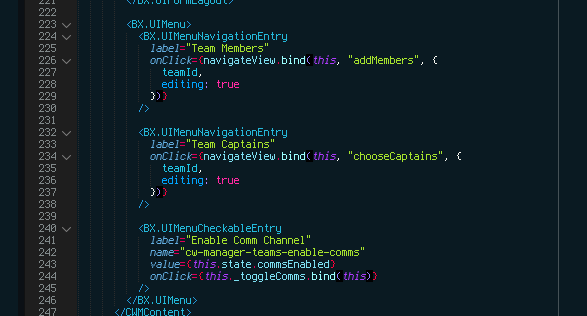 221 </BX.UIFormLayout>
222
223 <BX.UIMenu>
224 <BX.UIMenuNavigationEntry
225 label="Team Members"
226 onClick={navigateView.bind(this, "addMembers", {
227 teamId,
228 editing: true
229 })}
230 />
231
232 <BX.UIMenuNavigationEntry
233 label="Team Captains"
234 onClick={navigateView.bind(this, "chooseCaptains", {
235 teamId,
236 editing: true
237 })}
238 />
239
240 <BX.UIMenuCheckableEntry
241 label="Enable Comm Channel"
242 name="cw-manager-teams-enable-comms"
243 value={this.state.commsEnabled}
244 onClick={this._toggleComms.bind(this)}
245 />
246 </BX.UIMenu>
247 </CWMContent>